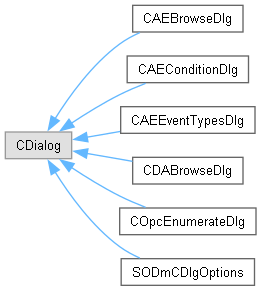 CAEBrowseDlg
CAEConditionDlg
CAEEventTypesDlg
CDialog
CDABrowseDlg
COpcEnumerateDlg
SODmCDlgOptions